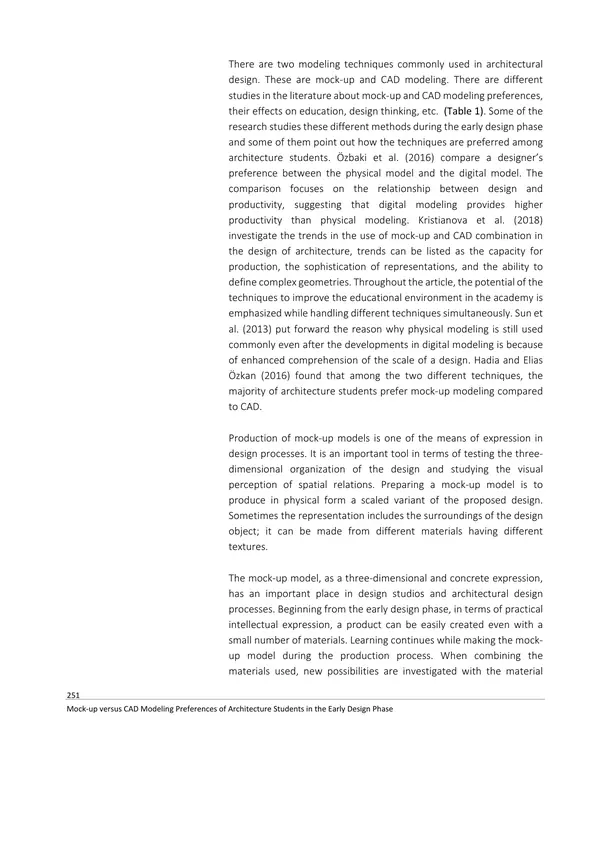 There are two modeling techniques commonly used in architectural
design. These are mock-up and CAD modeling. There are different
studies in the literature about mock-up and CAD modeling preferences,
their effects on education, design thinking, etc. (Table 1). Some of the
research studies these different methods during the early design phase
and some of them point out how the techniques are preferred among
architecture students. Özbaki et al. (2016) compare a designer's
preference between the physical model and the digital model. The
comparison focuses on the relationship between design and
productivity, suggesting that digital modeling provides higher
productivity than physical modeling. Kristianova et al. (2018)
investigate the trends in the use of mock-up and CAD combination in
the design of architecture, trends can be listed as the capacity for
production, the sophistication of representations, and the ability to
define complex geometries. Throughout the article, the potential of the
techniques to improve the educational environment in the academy is
emphasized while handling different techniques simultaneously. Sun et
al. (2013) put forward the reason why physical modeling is still used
commonly even after the developments in digital modeling is because
of enhanced comprehension of the scale of a design. Hadia and Elias
Özkan (2016) found that among the two different techniques, the
majority of architecture students prefer mock-up modeling compared
to CAD.
Production of mock-up models is one of the means of expression in
design processes. It is an important tool in terms of testing the three-
dimensional organization of the design and studying the visual
perception of spatial relations. Preparing a mock-up model is to
produce in physical form a scaled variant of the proposed design.
Sometimes the representation includes the surroundings of the design
object; it can be made from different materials having different
textures.
The mock-up model, as a three-dimensional and concrete expression,
has an important place in design studios and architectural design
processes. Beginning from the early design phase, in terms of practical
intellectual expression, a product can be easily created even with a
small number of materials. Learning continues while making the mock-
up model during the production process. When combining the
materials used, new possibilities are investigated with the material
251
Mock-up versus CAD Modeling Preferences of Architecture Students in the Early Design Phase